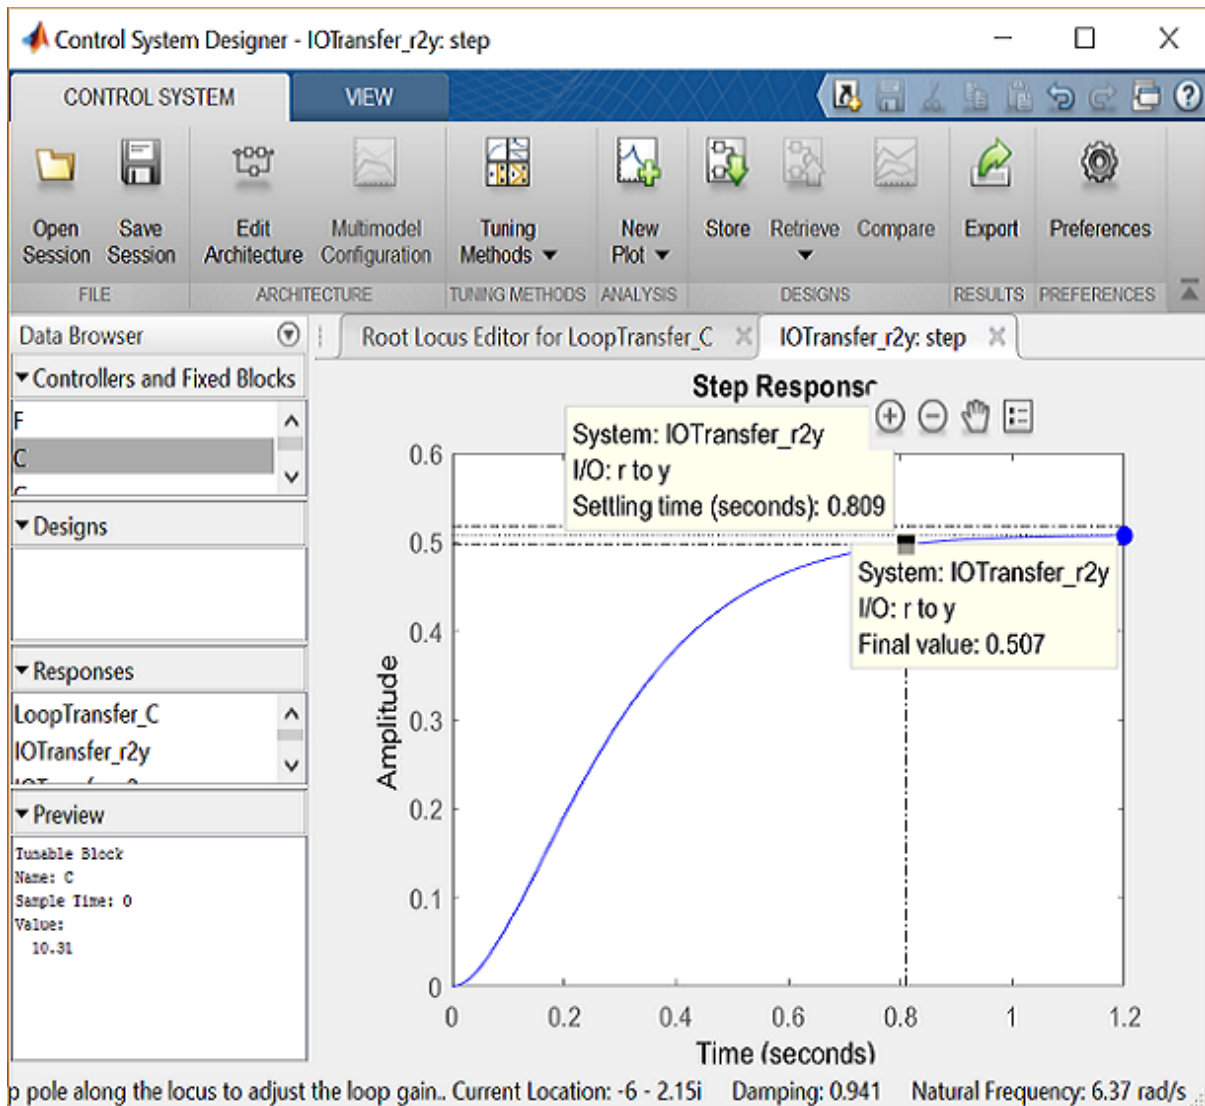 Control System Designer - IOTransfer_r2y: step
CONTROL SYSTEM
VIEW
Open Session
Save Session
Edit Architecture
Multimodel Configuration
Tuning Methods
New Plot
Store
Retrieve
Compare
Export
Preferences
FILE
ARCHITECTURE
TUNING METHODS
ANALYSIS
DESIGNS
RESULTS
PREFERENCES
Data Browser
Controllers and Fixed Blocks
F
C
Designs
Responses
LoopTransfer_C
IOTransfer_r2y
Preview
Tunable Block
Name: C
Sample Time: 0
Value:
10.31
Root Locus Editor for LoopTransfer_C
IOTransfer_r2y: step
Step Response
System: IOTransfer_r2y
I/O: r to y
Settling time (seconds): 0.809
System: IOTransfer_r2y
I/O: r to y
Final value: 0.507
Amplitude
0.6
0.5
0.4
0.3
0.2
0.1
0
0 0.2 0.4 0.6 0.8 1 1.2
Time (seconds)
p pole along the locus to adjust the loop gain.. Current Location: -6 - 2.15i Damping: 0.941 Natural Frequency: 6.37 rad/s